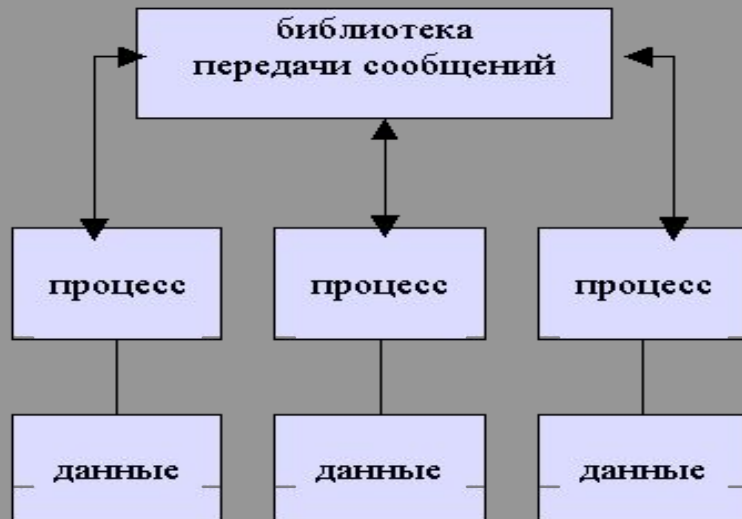 библиотека
передачи сообщений
процесс
процесс
процесс
данные
данные
данные